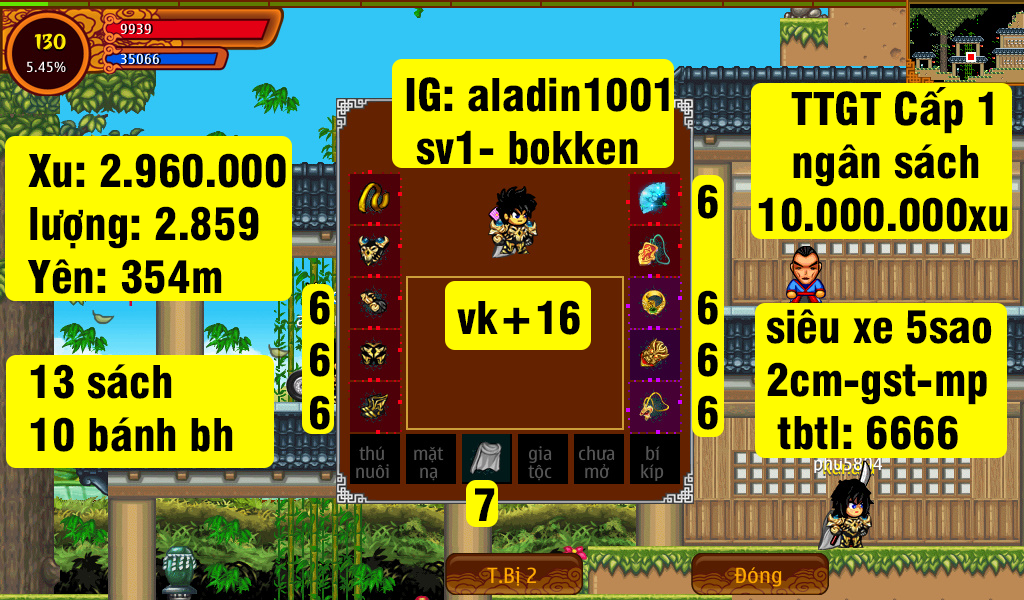 130
5.45%
9939
35066
IG: aladin1001
sv1- bokken
TTGT Cấp 1
ngân sách
10.000.000xu
Xu: 2.960.000
lượng: 2.859
Yên: 354m
6
6
6
6
6
6
6
vk+16
siêu xe 5sao
2cm-gst-mp
tbtl: 6666
13 sách
10 bánh bh
thú nuôi
mặt nạ
gia tộc
chưa mở
bí kíp
7
T.Bị 2
Đóng